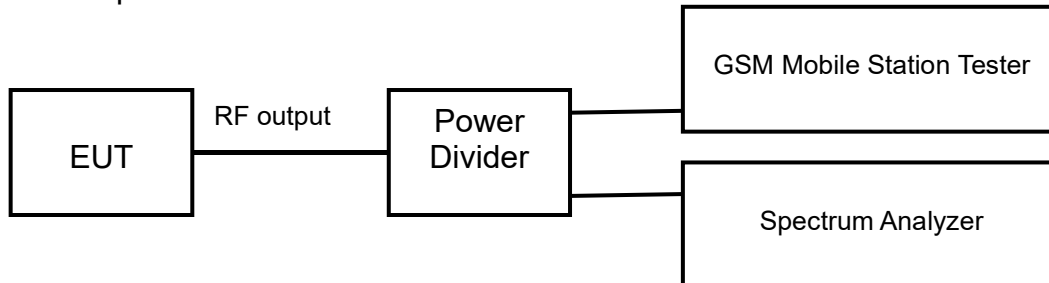 GSM Mobile Station Tester
RF output
EUT
Power
Divider
Spectrum Analyzer